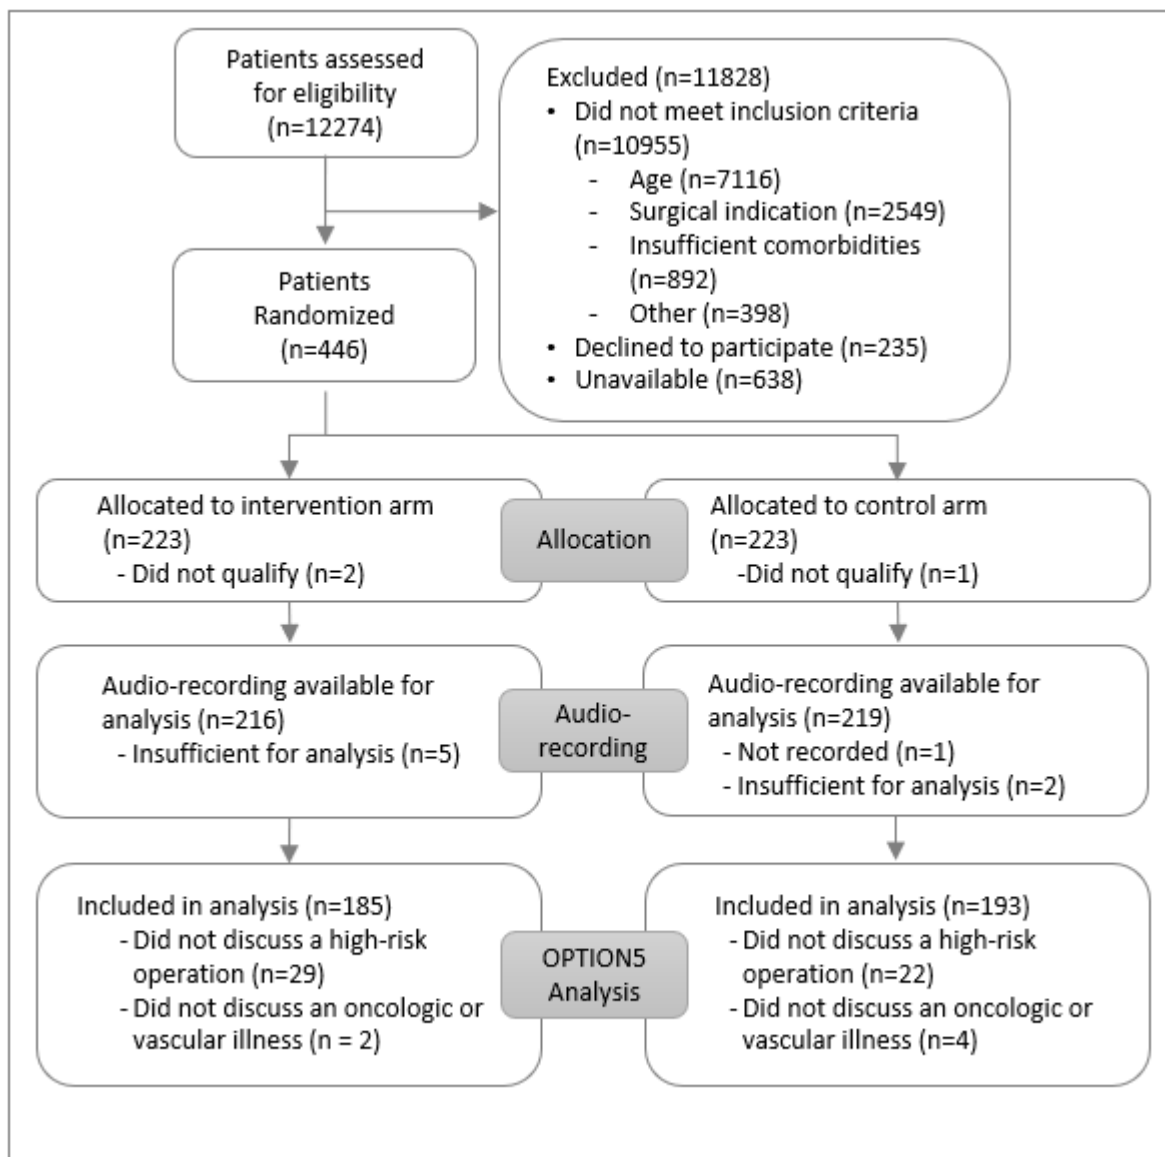 Patients assessed
for eligibility
(n=12274)
Excluded (n=11828)
• Did not meet inclusion criteria
(n=10955)
- Age (n=7116)
- Surgical indication (n=2549)
- Insufficient comorbidities
(n=892)
- Other (n=398)
• Declined to participate (n=235)
• Unavailable (n=638)
Patients
Randomized
(n=446)
Allocated to intervention arm
(n=223)
- Did not qualify (n=2)
Allocation
Allocated to control arm
(n=223)
-Did not qualify (n=1)
Audio-recording available for
analysis (n=216)
- Insufficient for analysis (n=5)
Audio-
recording
Audio-recording available for
analysis (n=219)
- Not recorded (n=1)
- Insufficient for analysis (n=2)
Included in analysis (n=185)
- Did not discuss a high-risk
operation (n=29)
- Did not discuss an oncologic or
vascular illness (n = 2)
OPTION5
Analysis
Included in analysis (n=193)
- Did not discuss a high-risk
operation (n=22)
- Did not discuss an oncologic or
vascular illness (n=4)